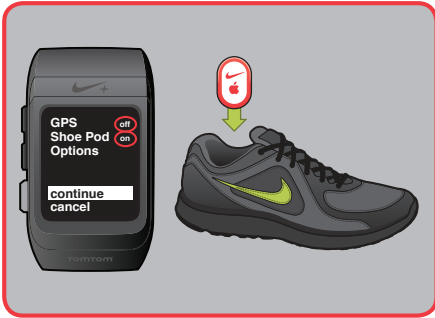 GPS off
Shoe Pod on
Options
continue
cancel
TOMTOM